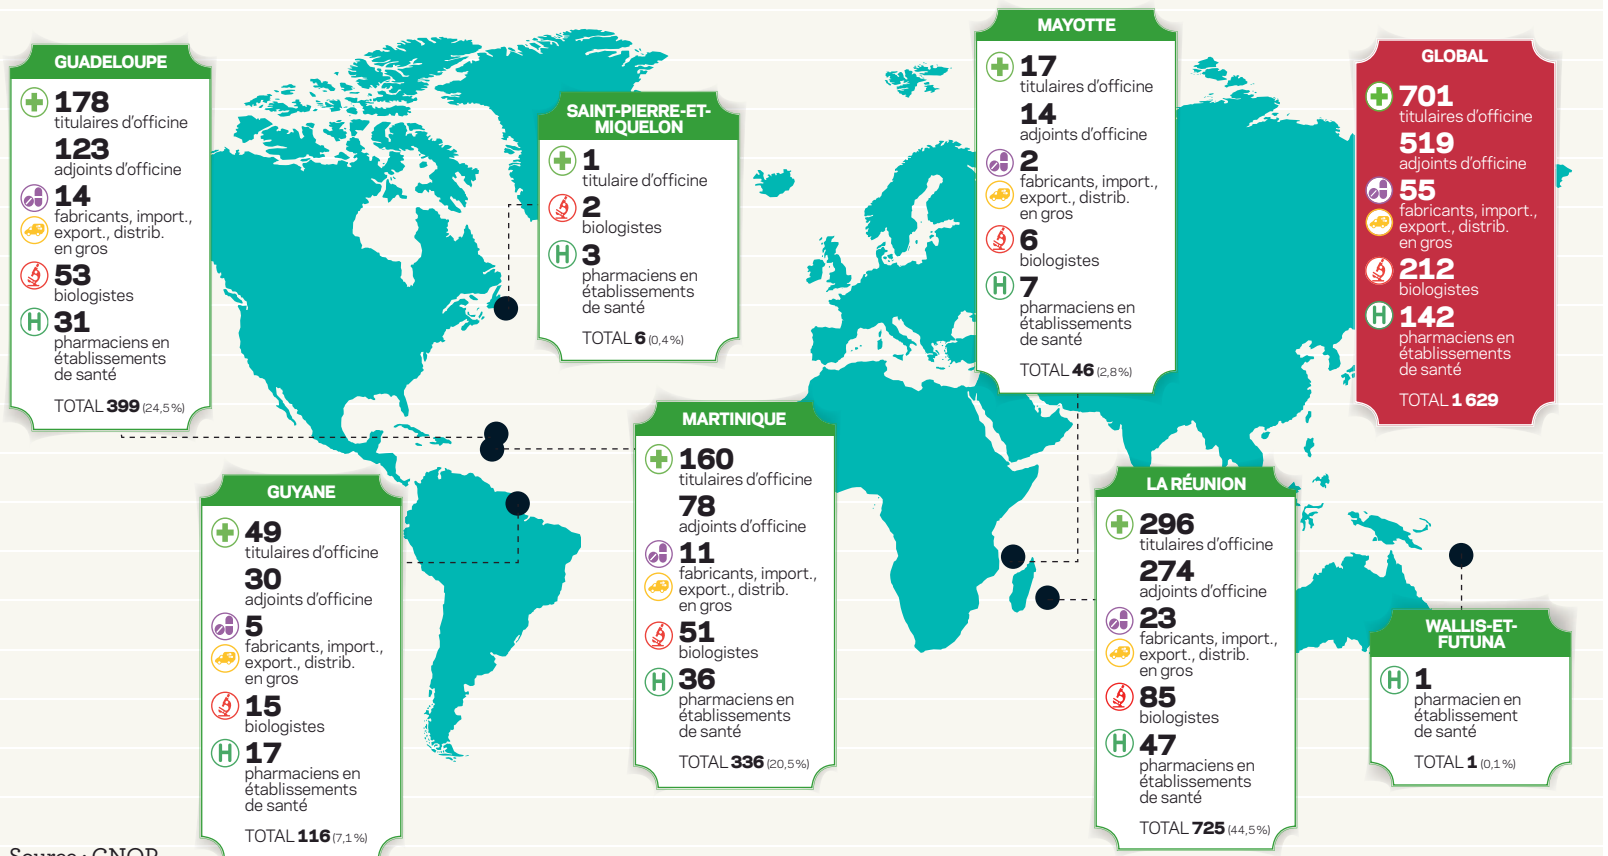 GUADELOUPE
178
titulaires d'officine
123
adjoints d'officine
14
fabricants, import.,
export., distrib.
en gros
53
biologistes
31
pharmaciens en
établissements
de santé
TOTAL 399 (24,5%)
SAINT-PIERRE-ET-
MIQUELON
1
titulaire d'officine
2
biologistes
3
pharmaciens en
établissements
de santé
TOTAL 6 (0,4%)
MAYOTTE
17
titulaires d'officine
14
adjoints d'officine
2
fabricants, import.,
export., distrib.
en gros
6
biologistes
7
pharmaciens en
établissements
de santé
TOTAL 46 (2,8%)
GLOBAL
701
titulaires d'officine
519
adjoints d'officine
55
fabricants, import.,
export., distrib.
en gros
212
biologistes
142
pharmaciens en
établissements
de santé
TOTAL 1 629
GUYANE
49
titulaires d'officine
30
adjoints d'officine
5
fabricants, import.,
export., distrib.
en gros
15
biologistes
17
pharmaciens en
établissements
de santé
TOTAL 116 (7,1%)
MARTINIQUE
160
titulaires d'officine
78
adjoints d'officine
11
fabricants, import.,
export., distrib.
en gros
51
biologistes
36
pharmaciens en
établissements
de santé
TOTAL 336 (20,5%)
LA RÉUNION
296
titulaires d'officine
274
adjoints d'officine
23
fabricants, import.,
export., distrib.
en gros
85
biologistes
47
pharmaciens en
établissements
de santé
TOTAL 725 (44,5%)
WALLIS-ET-
FUTUNA
1
pharmacien en
établissement
de santé
TOTAL 1 (0,1%)
Source : CNOP